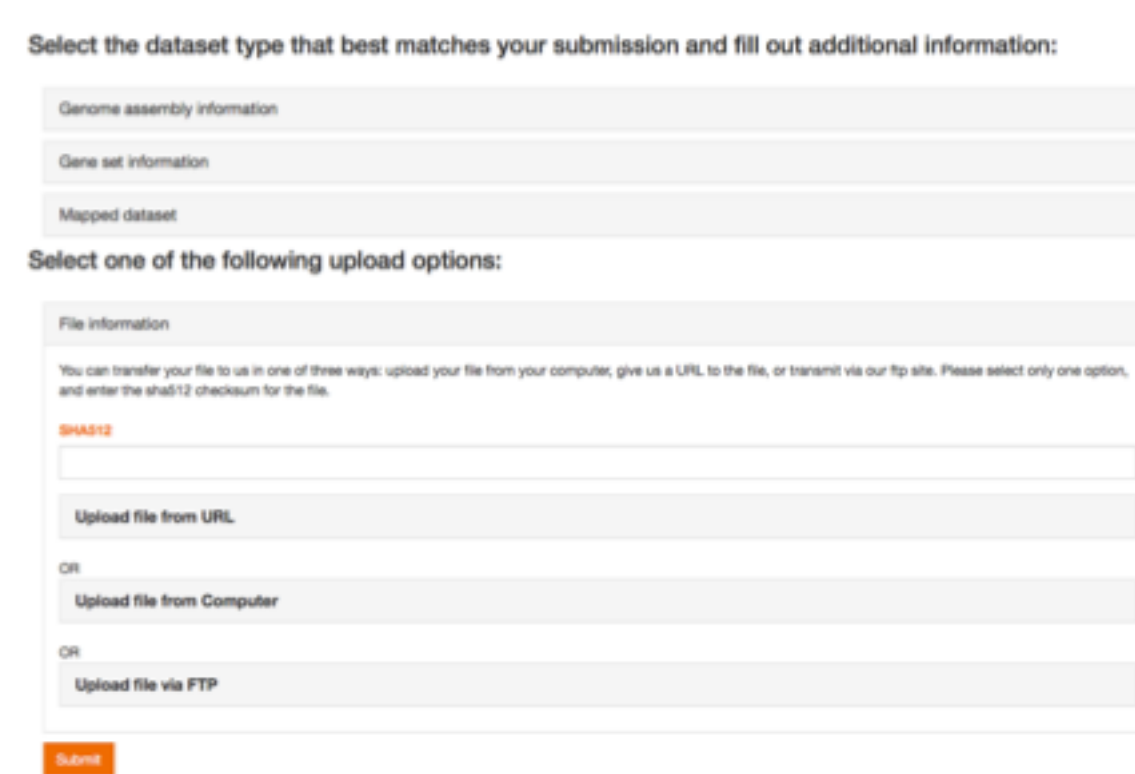 Select the dataset type that best matches your submission and fill out additional information:
Genome assembly information
Gene set information
Mapped dataset
Select one of the following upload options:
File information
You can transfer your file to us in one of three ways: upload your file from your computer, give us a URL to the file, or transmit via our ftp site. Please select only one option,
and enter the sha512 checksum for the file.
SHA512
Upload file from URL
OR
Upload file from Computer
OR
Upload file via FTP
Submit